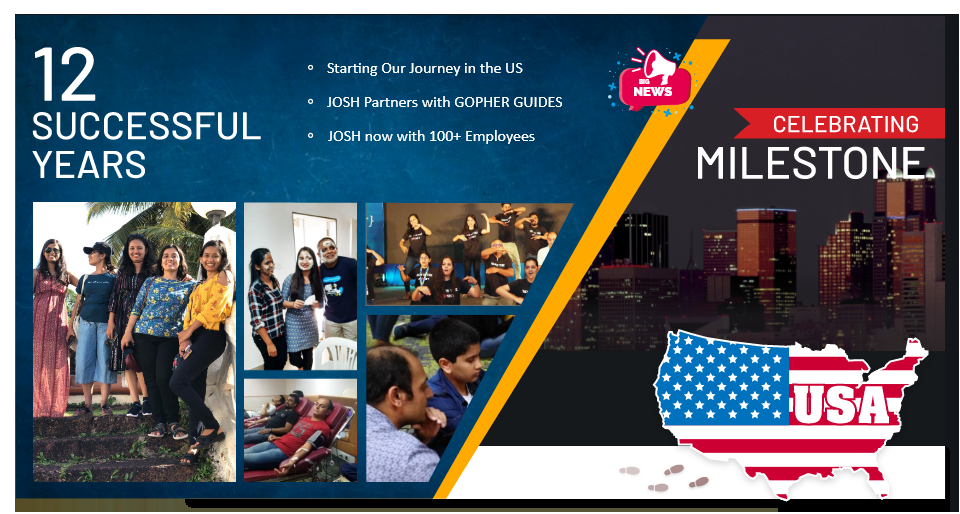 12
SUCCESSFUL
YEARS
Starting Our Journey in the US
JOSH Partners with GOPHER GUIDES
JOSH now with 100+ Employees
BIG
NEWS
CELEBRATING
MILESTONE
USA